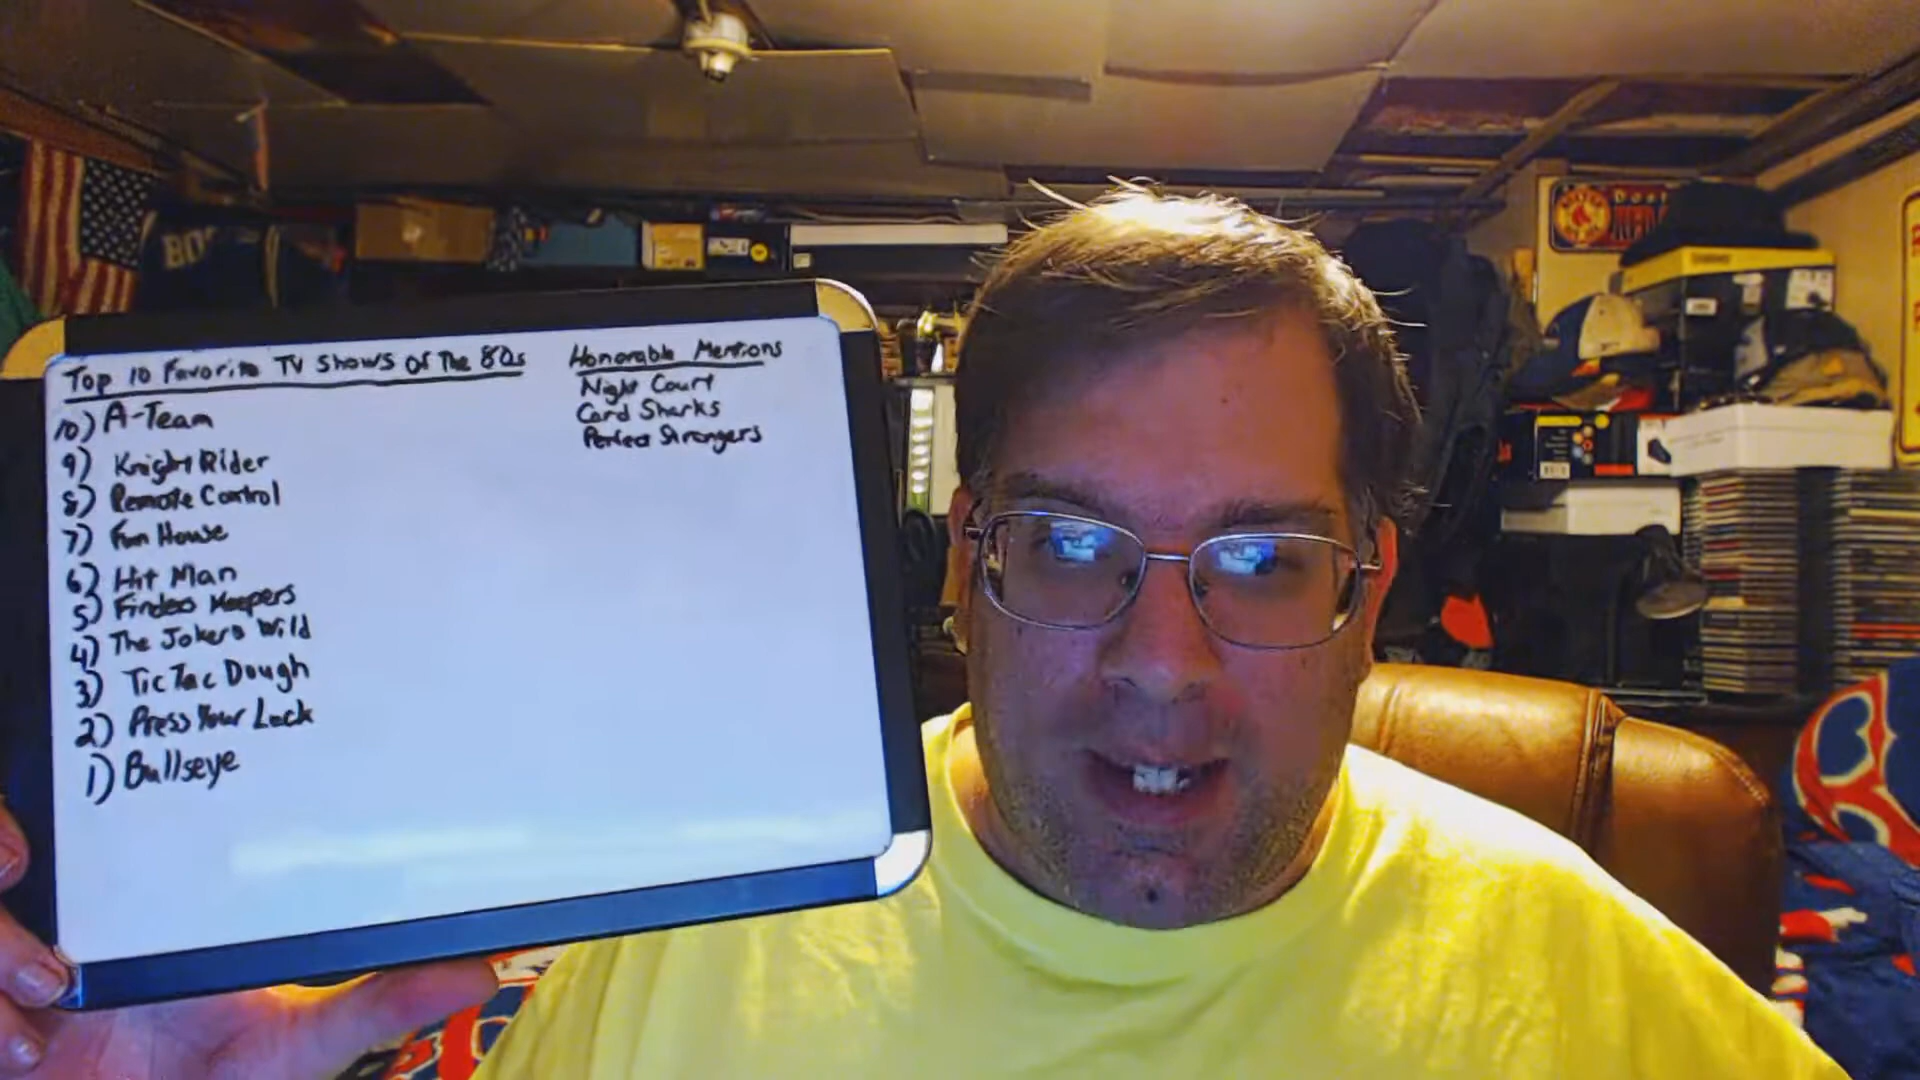 Top 10 Favorite TV Shows Of The 80s
10) A-Team
9) Knight Rider
8) Remote Control
7) Fun House
6) Hit Man
5) Finders Keepers
4) The Jokers Wild
3) Tic Tac Dough
2) Press Your Luck
1) Bullseye
Honorable Mentions
Night Court
Card Sharks
Perfect Strangers
BO